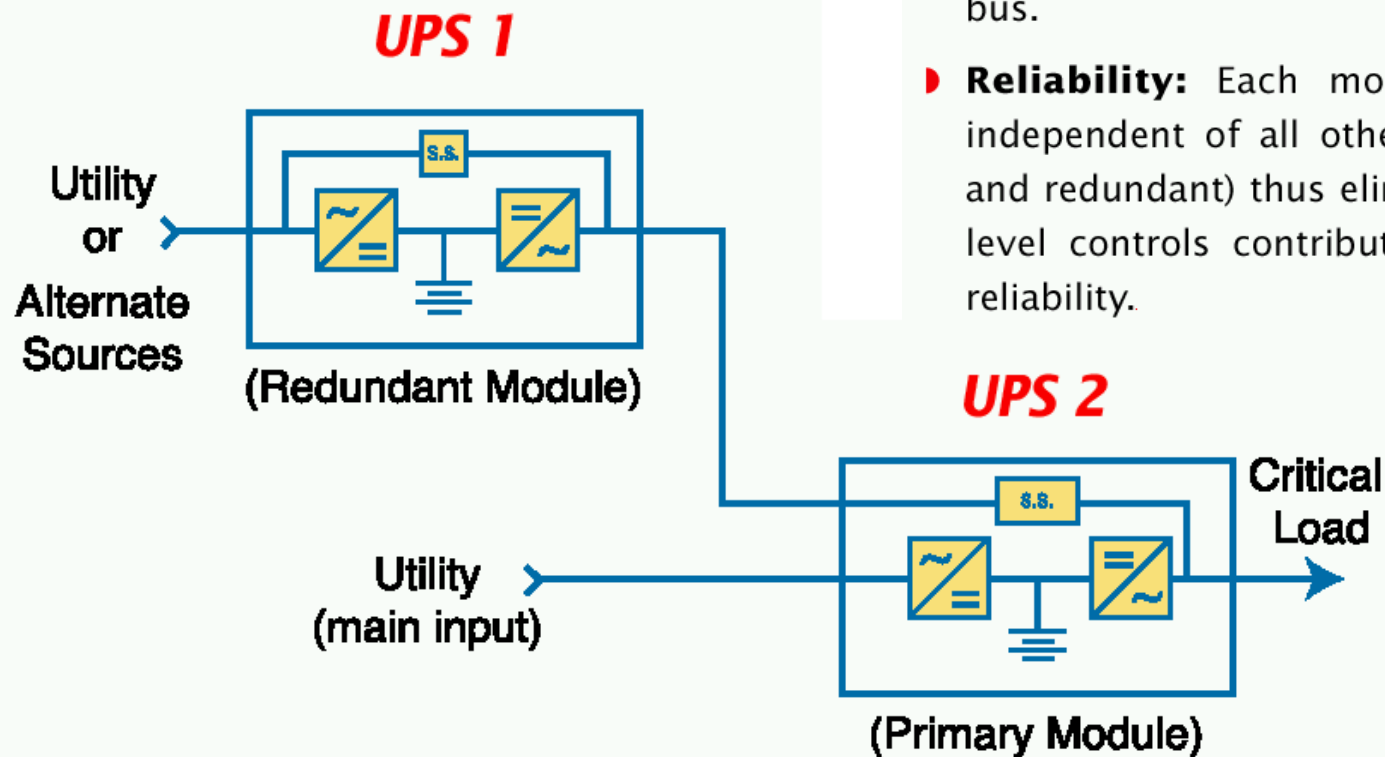 UPS 1
bus.
Reliability: Each mo
independent of all othe
and redundant) thus elin
level controls contribut
reliability..
Utility
or
Alternate
Sources
S.S.
(Redundant Module)
UPS 2
Critical
Load
S.S.
Utility
(main input)
(Primary Module)